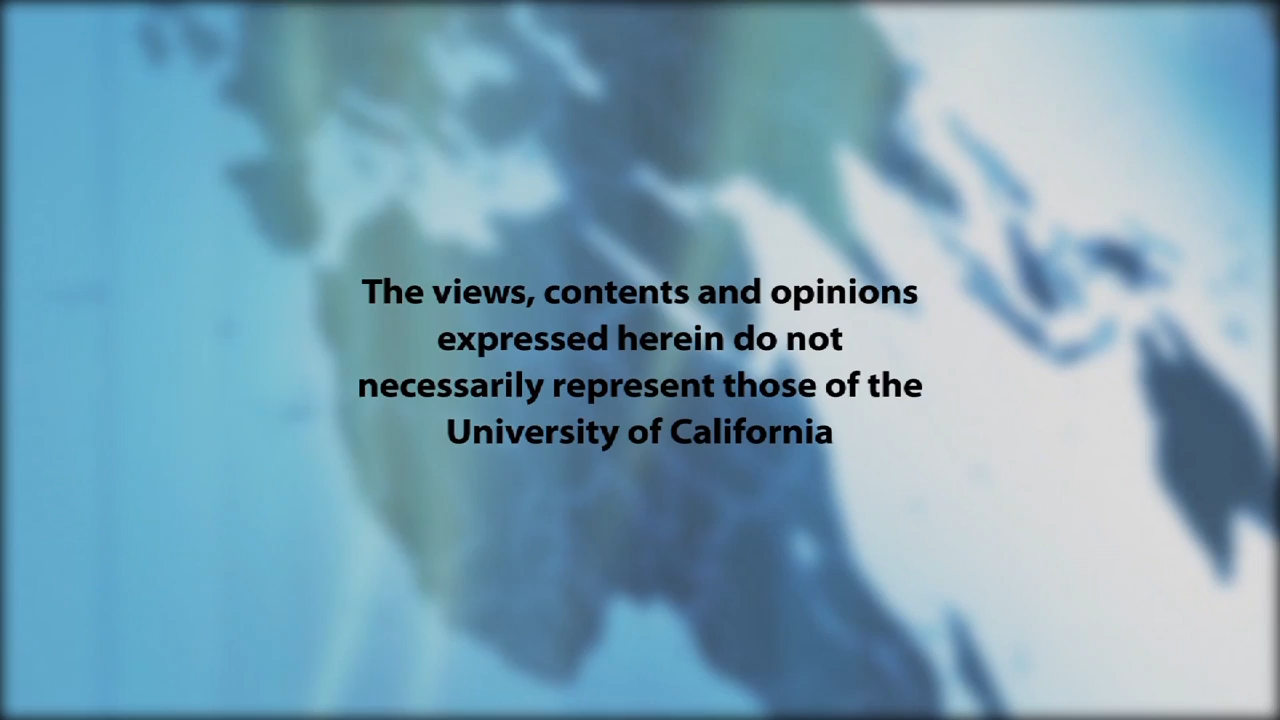 The views, contents and opinions
expressed herein do not
necessarily represent those of the
University of California